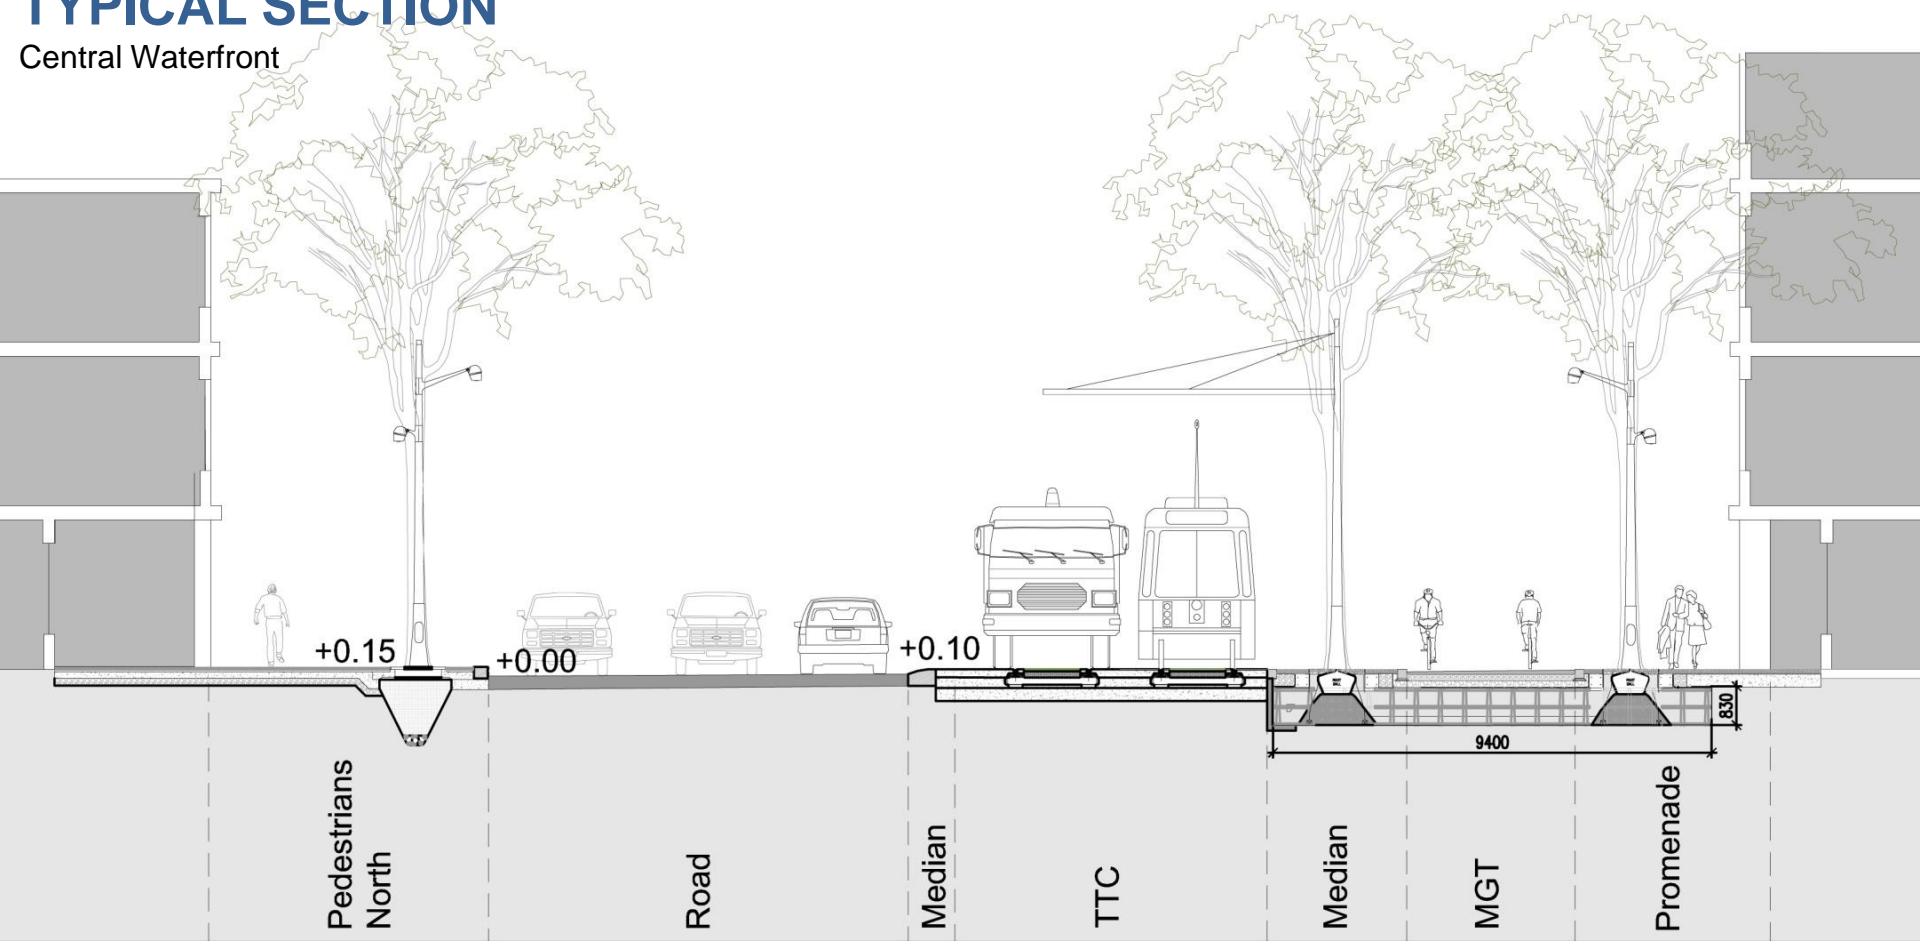 TYPICAL SECTION
Central Waterfront
+0.15
+0.00
+0.10
830
9400
Pedestrians
North
Road
Median
TTC
Median
MGT
Promenade